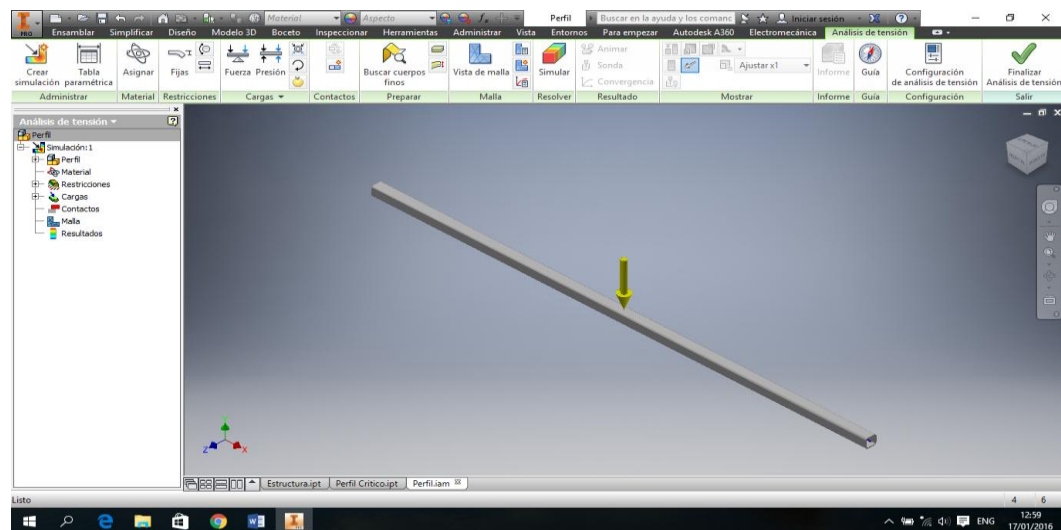 Material Aspecto Perfil Buscar en la ayuda y los comanc Iniciar sesión
PRO Ensamblar Simplificar Diseño Modelo 3D Boceto Inspeccionar Herramientas Administrar Vista Entornos Para empezar Autodesk A360 Electromecánica Análisis de tensión
Crear simulación Tabla paramétrica Asignar Fijas Fuerza Presión Buscar cuerpos finos Vista de malla Simular Animar Sonda Convergencia Ajustar x1 Informe Guía Configuración de análisis de tensión Finalizar Análisis de tensión
Administrar Material Restricciones Cargas Contactos Preparar Malla Resolver Resultado Mostrar Informe Guía Configuración Salir
Análisis de tensión
Perfil
Simulación:1
Perfil
Material
Restricciones
Cargas
Contactos
Malla
Resultados
Y
Z
X
Estructura.ipt Perfil Critico.ipt Perfil.iam
Listo 4 6
ENG 12:59
17/01/2016